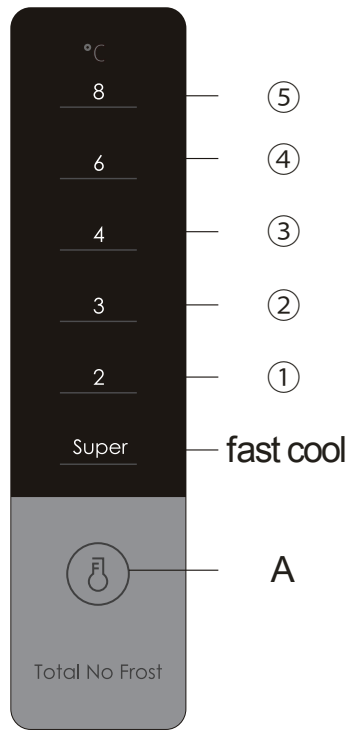 °C
8 ⑤
6 ④
4 ③
3 ②
2 ①
Super fast cool
A
Total No Frost